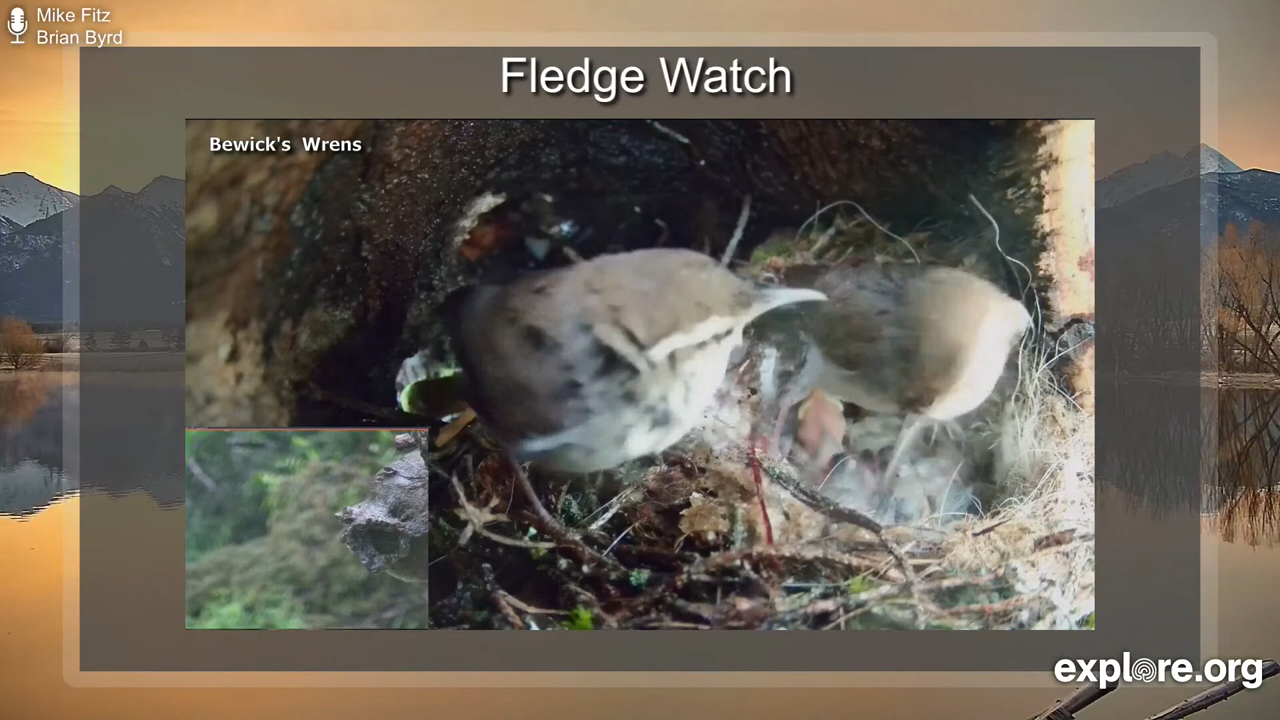 Mike Fitz
Brian Byrd
Fledge Watch
Bewick's Wrens
explore.org